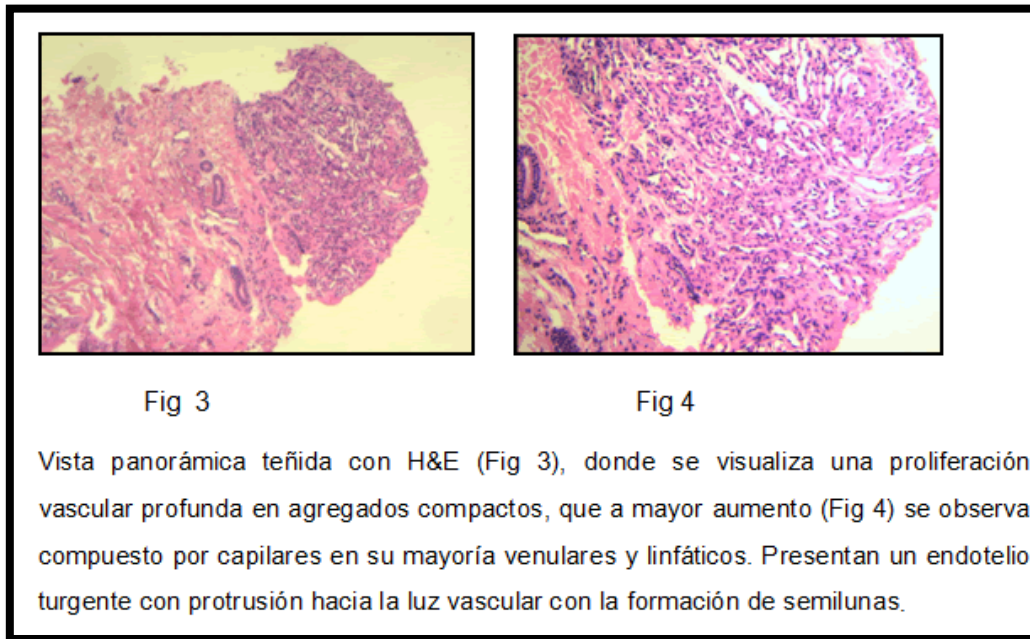 Fig 3
Fig 4
Vista panorámica teñida con H&E (Fig 3), donde se visualiza una proliferación
vascular profunda en agregados compactos, que a mayor aumento (Fig 4) se observa
compuesto por capilares en su mayoría venulares y linfáticos. Presentan un endotelio
turgente con protrusión hacia la luz vascular con la formación de semilunas.